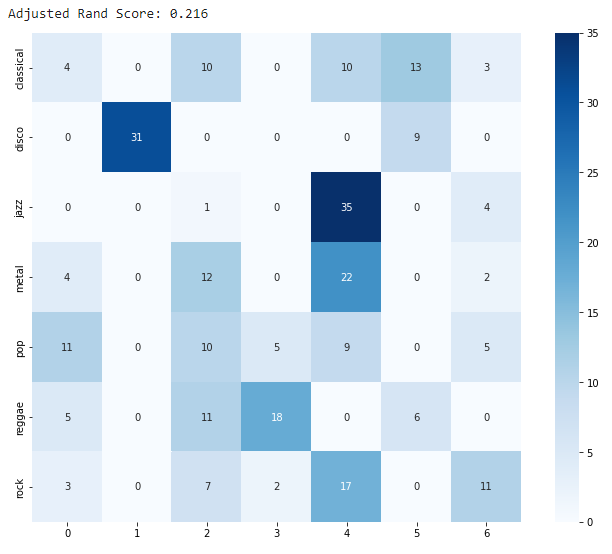 Adjusted Rand Score: 0.216
classical 4 0 10 0 10 13 3
disco 0 31 0 0 0 9 0
jazz 0 0 1 0 35 0 4
metal 4 0 12 0 22 0 2
pop 11 0 10 5 9 0 5
reggae 5 0 11 18 0 6 0
rock 3 0 7 2 17 0 11
0 1 2 3 4 5 6
35
30
25
20
15
10
5
0